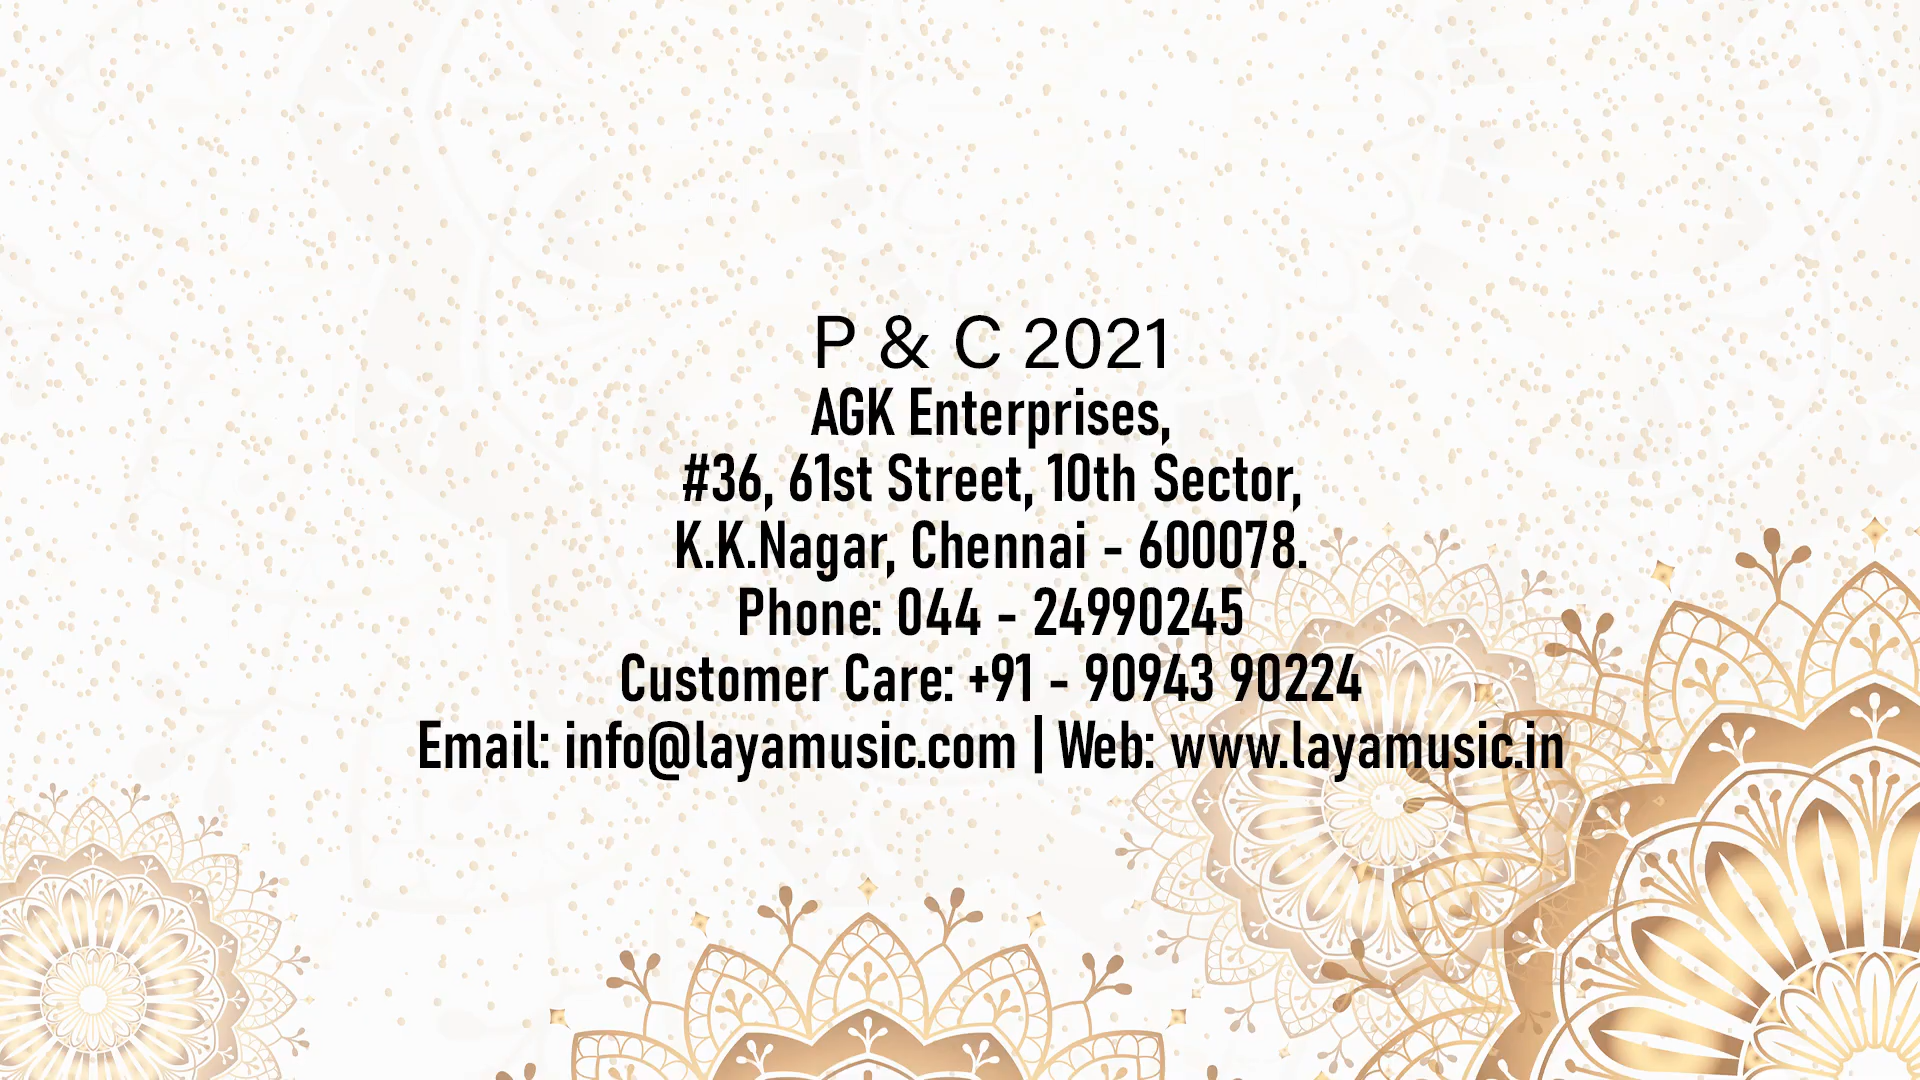 P & C 2021
AGK Enterprises,
#36, 61st Street, 10th Sector,
K.K.Nagar, Chennai - 600078.
Phone: 044 - 24990245
Customer Care: +91 - 90943 90224
Email: info@layamusic.com | Web: www.layamusic.in